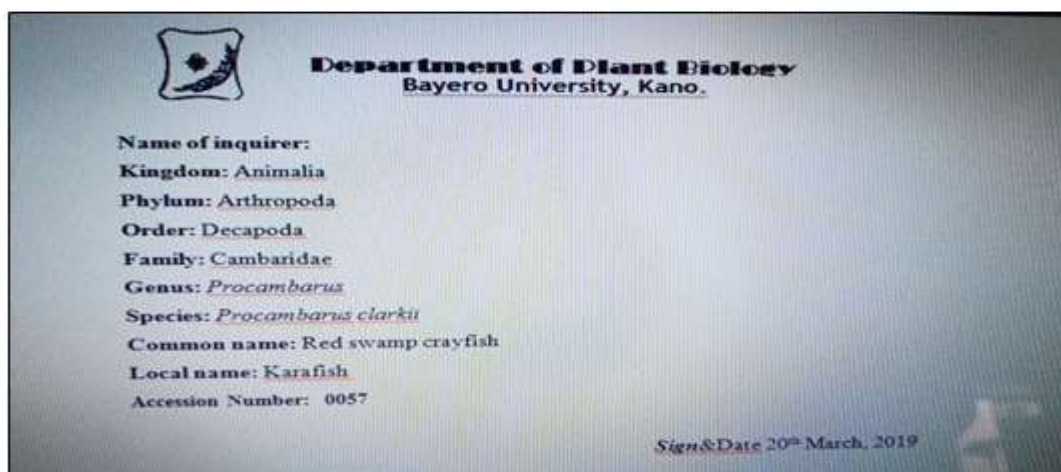 Department of Plant Biology
Bayero University, Kano.
Name of inquirer:
Kingdom: Animalia
Phylum: Arthropoda
Order: Decapoda
Family: Cambaridae
Genus: Procambarus
Species: Procambarus clarkii
Common name: Red swamp crayfish
Local name: Karafish
Accession Number: 0057
Sign&Date 20th March, 2019